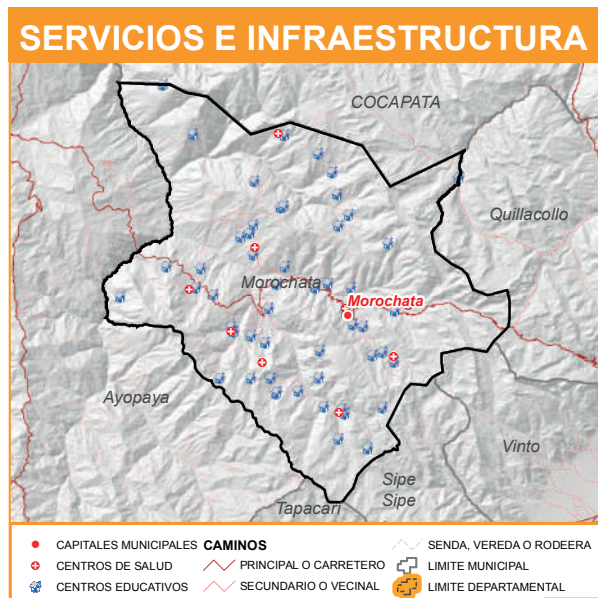 SERVICIOS E INFRAESTRUCTURA
COCAPATA
Quillacollo
Morochata
Morochata
Ayopaya
Vinto
Sipe
Sipe
Tapacarí
CAPITALES MUNICIPALES
CENTROS DE SALUD
CENTROS EDUCATIVOS
CAMINOS
PRINCIPAL O CARRETERO
SECUNDARIO O VECINAL
SENDA, VEREDA O RODEERA
LIMITE MUNICIPAL
LIMITE DEPARTAMENTAL